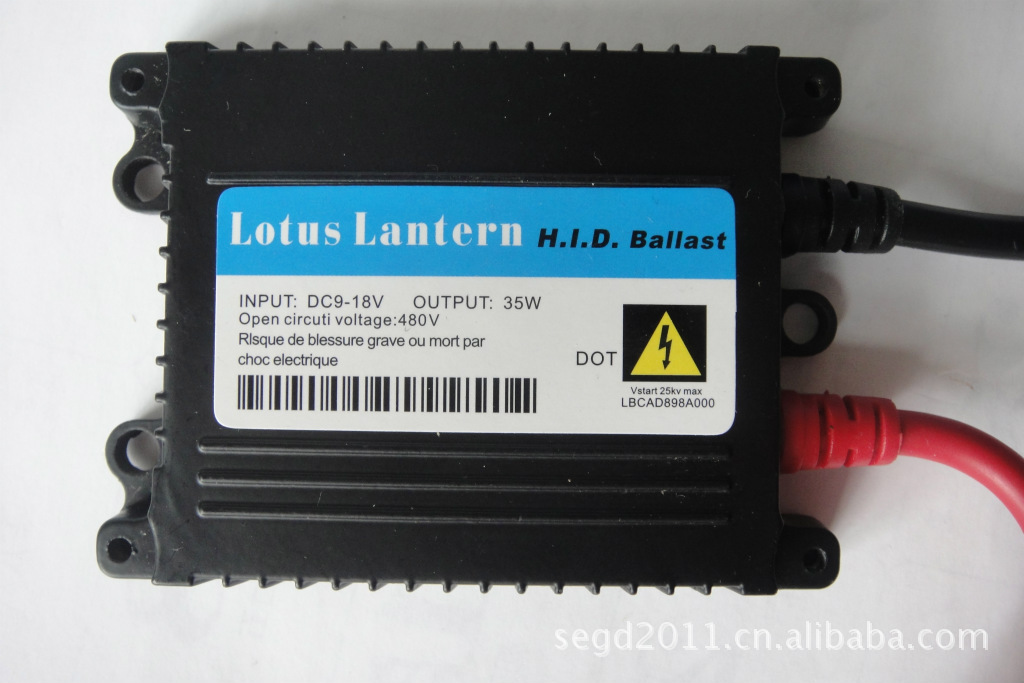 Lotus Lantern H.I.D. Ballast
INPUT: DC9-18V OUTPUT: 35W
Open circuti voltage:480V
RIsque de blessure grave ou mort par
choc electrique
DOT
Vstart 25kv max
LBCAD898A000
segd2011.cn.alibaba.com